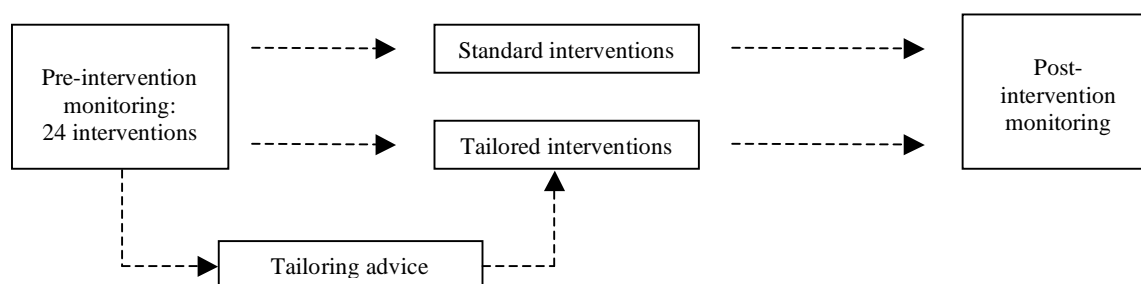 Pre-intervention
monitoring:
24 interventions
Standard interventions
Tailored interventions
Tailoring advice
Post-
intervention
monitoring